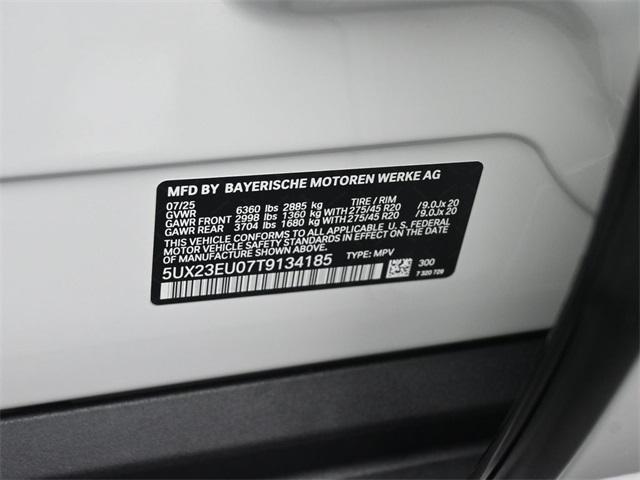 MFD BY BAYERISCHE MOTOREN WERKE AG
07/25 TIRE / RIM
GVWR 6360 lbs 2885 kg
GAWR FRONT 2998 lbs 1360 kg WITH 275/45 R20 /9.0Jx 20
GAWR REAR 3704 lbs 1680 kg WITH 275/45 R20 /9.0Jx 20
THIS VEHICLE CONFORMS TO ALL APPLICABLE U.S. FEDERAL
MOTOR VEHICLE SAFETY STANDARDS IN EFFECT ON THE DATE
OF MANUFACTURE SHOWN ABOVE.
5UX23EU07T9134185 TYPE: MPV
300
7 320 729